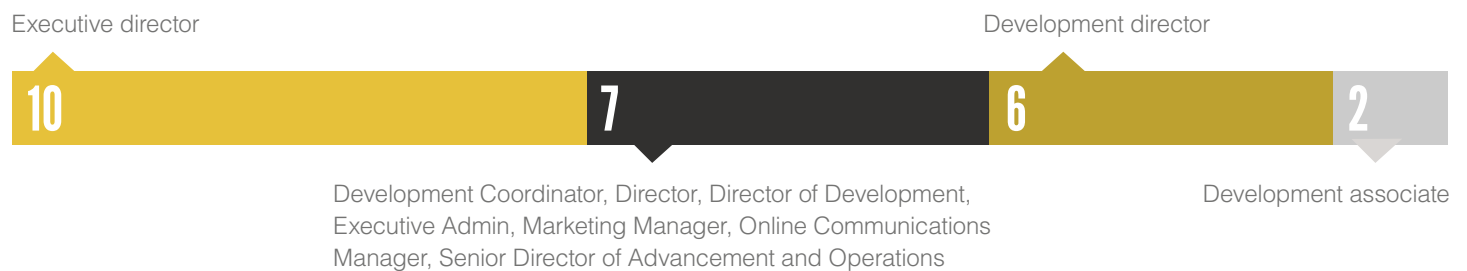 Executive director
Development director
10
7
6
2
Development Coordinator, Director, Director of Development,
Executive Admin, Marketing Manager, Online Communications
Manager, Senior Director of Advancement and Operations
Development associate